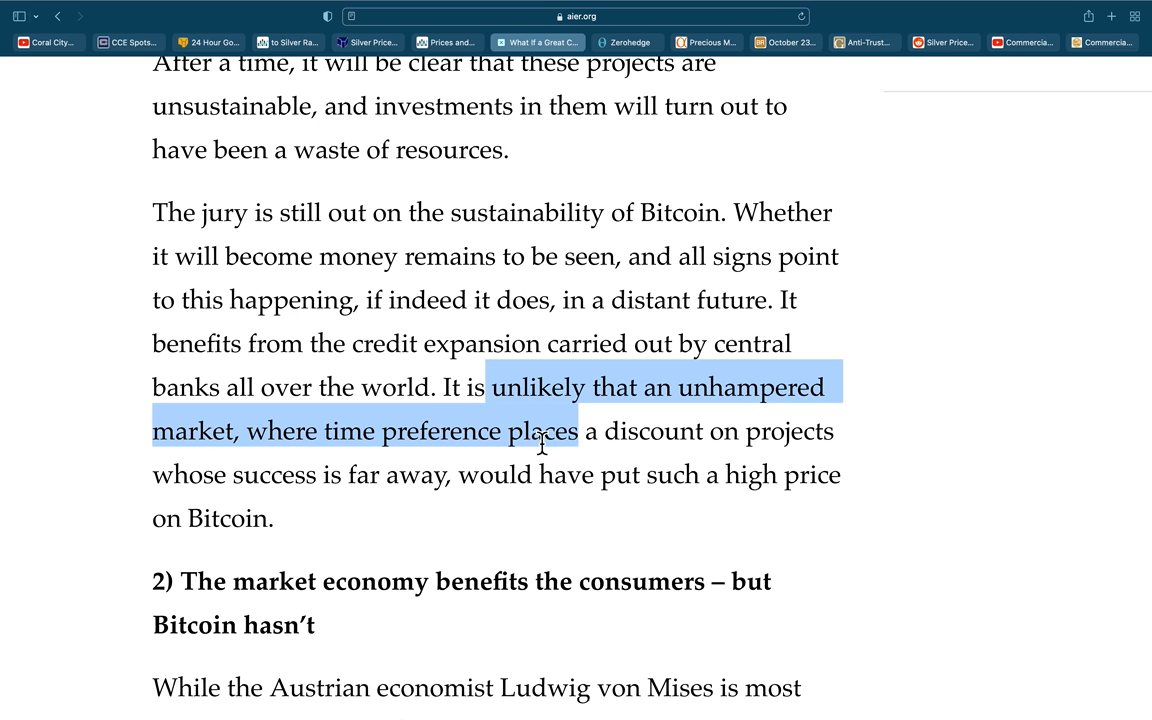 aier.org
Coral City...
CCE Spots...
24 Hour Go...
to Silver Ra...
Silver Price...
Prices and...
What If a Great C...
Zerohedge
Precious M...
October 23...
Anti-Trust...
Silver Price...
Commercia...
Commercia...
After a time, it will be clear that these projects are
unsustainable, and investments in them will turn out to
have been a waste of resources.
The jury is still out on the sustainability of Bitcoin. Whether
it will become money remains to be seen, and all signs point
to this happening, if indeed it does, in a distant future. It
benefits from the credit expansion carried out by central
banks all over the world. It is unlikely that an unhampered
market, where time preference places a discount on projects
whose success is far away, would have put such a high price
on Bitcoin.
2) The market economy benefits the consumers – but
Bitcoin hasn’t
While the Austrian economist Ludwig von Mises is most